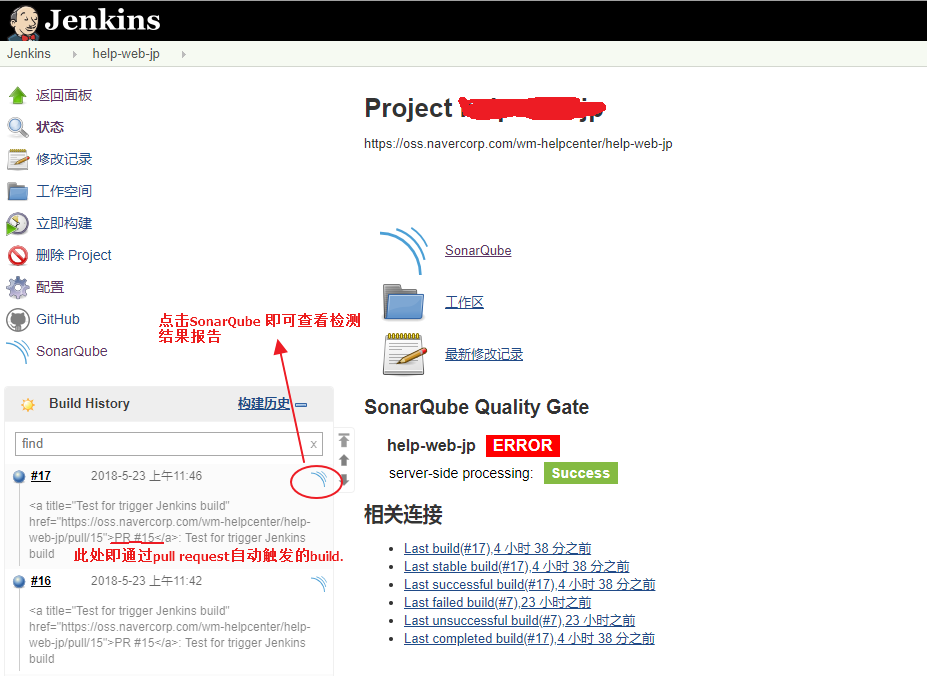 Jenkins
Jenkins
help-web-jp
返回面板
状态
修改记录
工作空间
立即构建
删除 Project
配置
GitHub
SonarQube
点击SonarQube 即可查看检测
结果报告
Build History
构建历史
find
x
#17
2018-5-23 上午11:46
<a title="Test for trigger Jenkins build"
href="https://oss.navercorp.com/wm-helpcenter/help-
web-jp/pull/15">PR #15</a>: Test for trigger Jenkins
build
此处即通过pull request自动触发的build.
#16
2018-5-23 上午11:42
<a title="Test for trigger Jenkins build"
href="https://oss.navercorp.com/wm-helpcenter/help-
web-jp/pull/15">PR #15</a>: Test for trigger Jenkins
build
Project
https://oss.navercorp.com/wm-helpcenter/help-web-jp
SonarQube
工作区
最新修改记录
SonarQube Quality Gate
help-web-jp ERROR
server-side processing: Success
相关连接
Last build(#17),4 小时 38 分之前
Last stable build(#17),4 小时 38 分之前
Last successful build(#17),4 小时 38 分之前
Last failed build(#7),23 小时之前
Last unsuccessful build(#7),23 小时之前
Last completed build(#17),4 小时 38 分之前